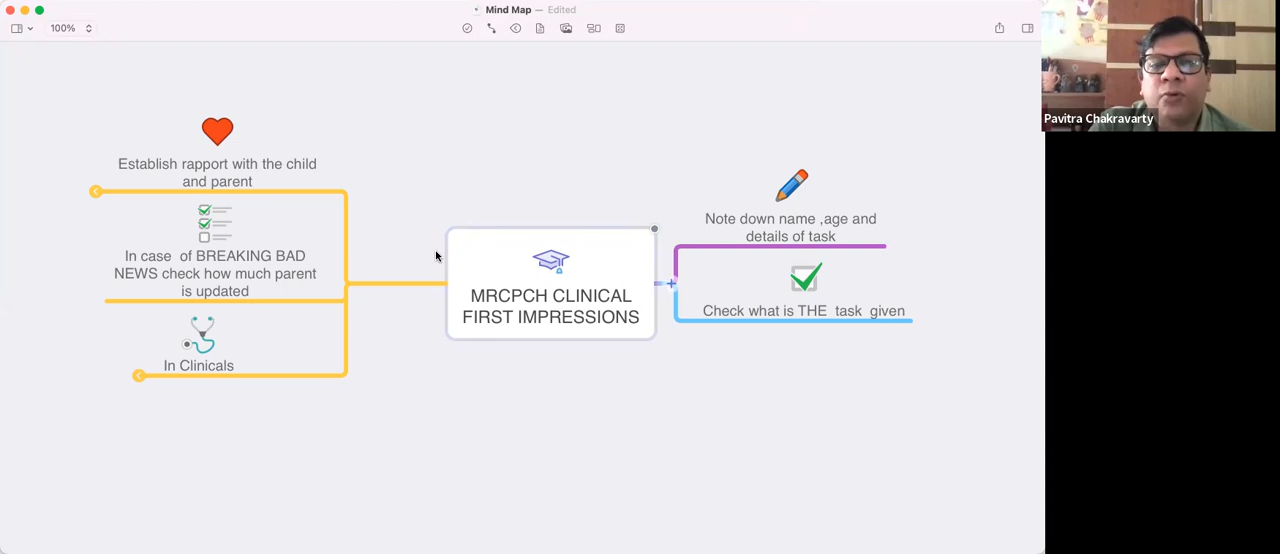 Mind Map — Edited
100%
Pavitra Chakravarty
Establish rapport with the child
and parent
In case of BREAKING BAD
NEWS check how much parent
is updated
In Clinicals
MRCPCH CLINICAL
FIRST IMPRESSIONS
Note down name ,age and
details of task
Check what is THE task given